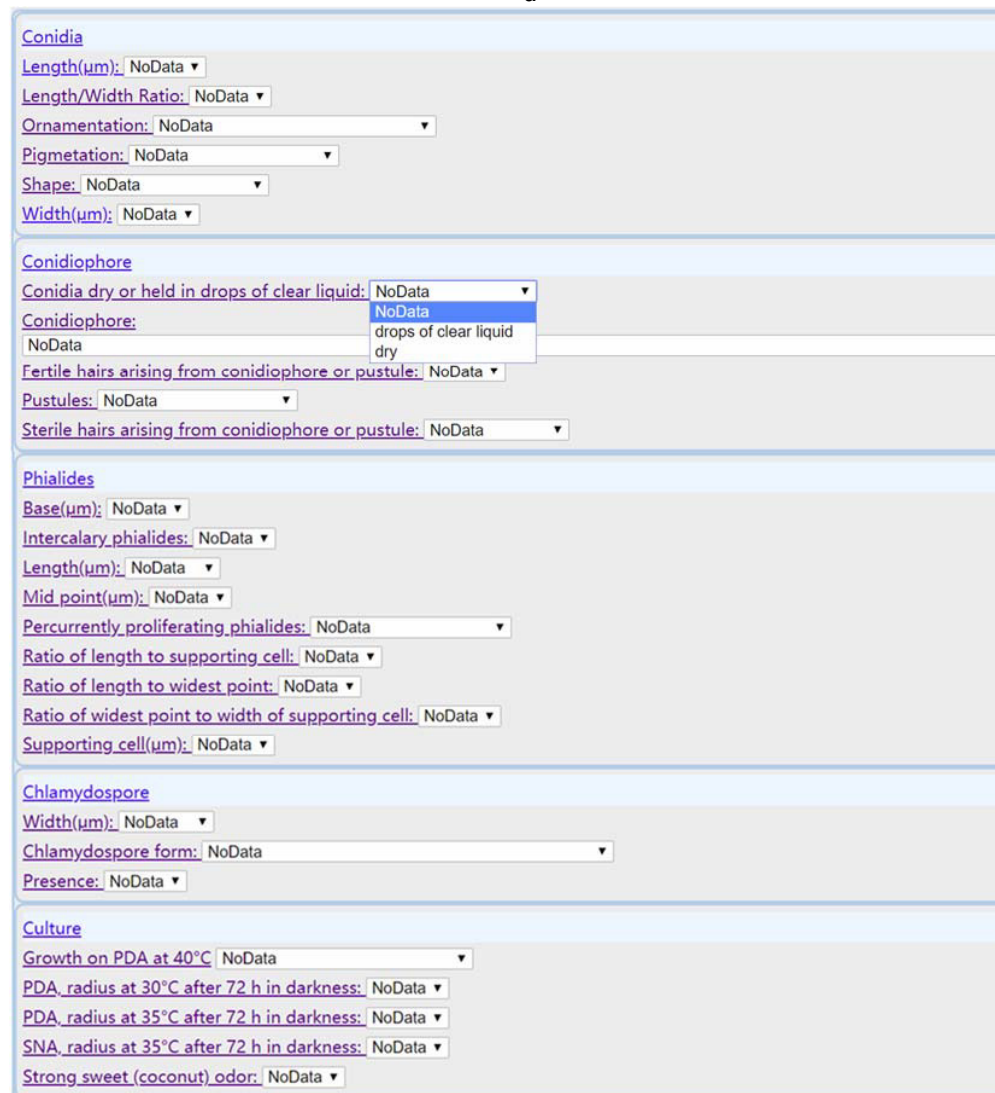 Conidia
Length(μm): NoData ▼
Length/Width Ratio: NoData ▼
Ornamentation: NoData ▼
Pigmetation: NoData ▼
Shape: NoData ▼
Width(μm): NoData ▼
Conidiophore
Conidia dry or held in drops of clear liquid: NoData ▼
NoData
drops of clear liquid
dry
Conidiophore:
NoData
Fertile hairs arising from conidiophore or pustule: NoData ▼
Pustules: NoData ▼
Sterile hairs arising from conidiophore or pustule: NoData ▼
Phialides
Base(μm): NoData ▼
Intercalary phialides: NoData ▼
Length(μm): NoData ▼
Mid point(μm): NoData ▼
Percurrently proliferating phialides: NoData ▼
Ratio of length to supporting cell: NoData ▼
Ratio of length to widest point: NoData ▼
Ratio of widest point to width of supporting cell: NoData ▼
Supporting cell(μm): NoData ▼
Chlamydospore
Width(μm): NoData ▼
Chlamydospore form: NoData ▼
Presence: NoData ▼
Culture
Growth on PDA at 40°C NoData ▼
PDA, radius at 30°C after 72 h in darkness: NoData ▼
PDA, radius at 35°C after 72 h in darkness: NoData ▼
SNA, radius at 35°C after 72 h in darkness: NoData ▼
Strong sweet (coconut) odor: NoData ▼